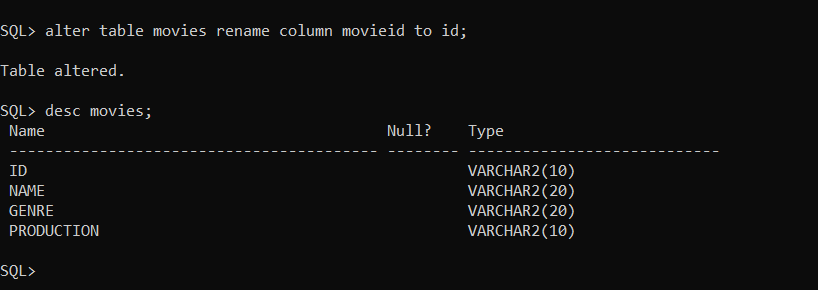 SQL> alter table movies rename column movieid to id;
Table altered.
SQL> desc movies;
Name Null? Type
----------------------------------------- -------- ----------------------------
ID VARCHAR2(10)
NAME VARCHAR2(20)
GENRE VARCHAR2(20)
PRODUCTION VARCHAR2(10)
SQL>